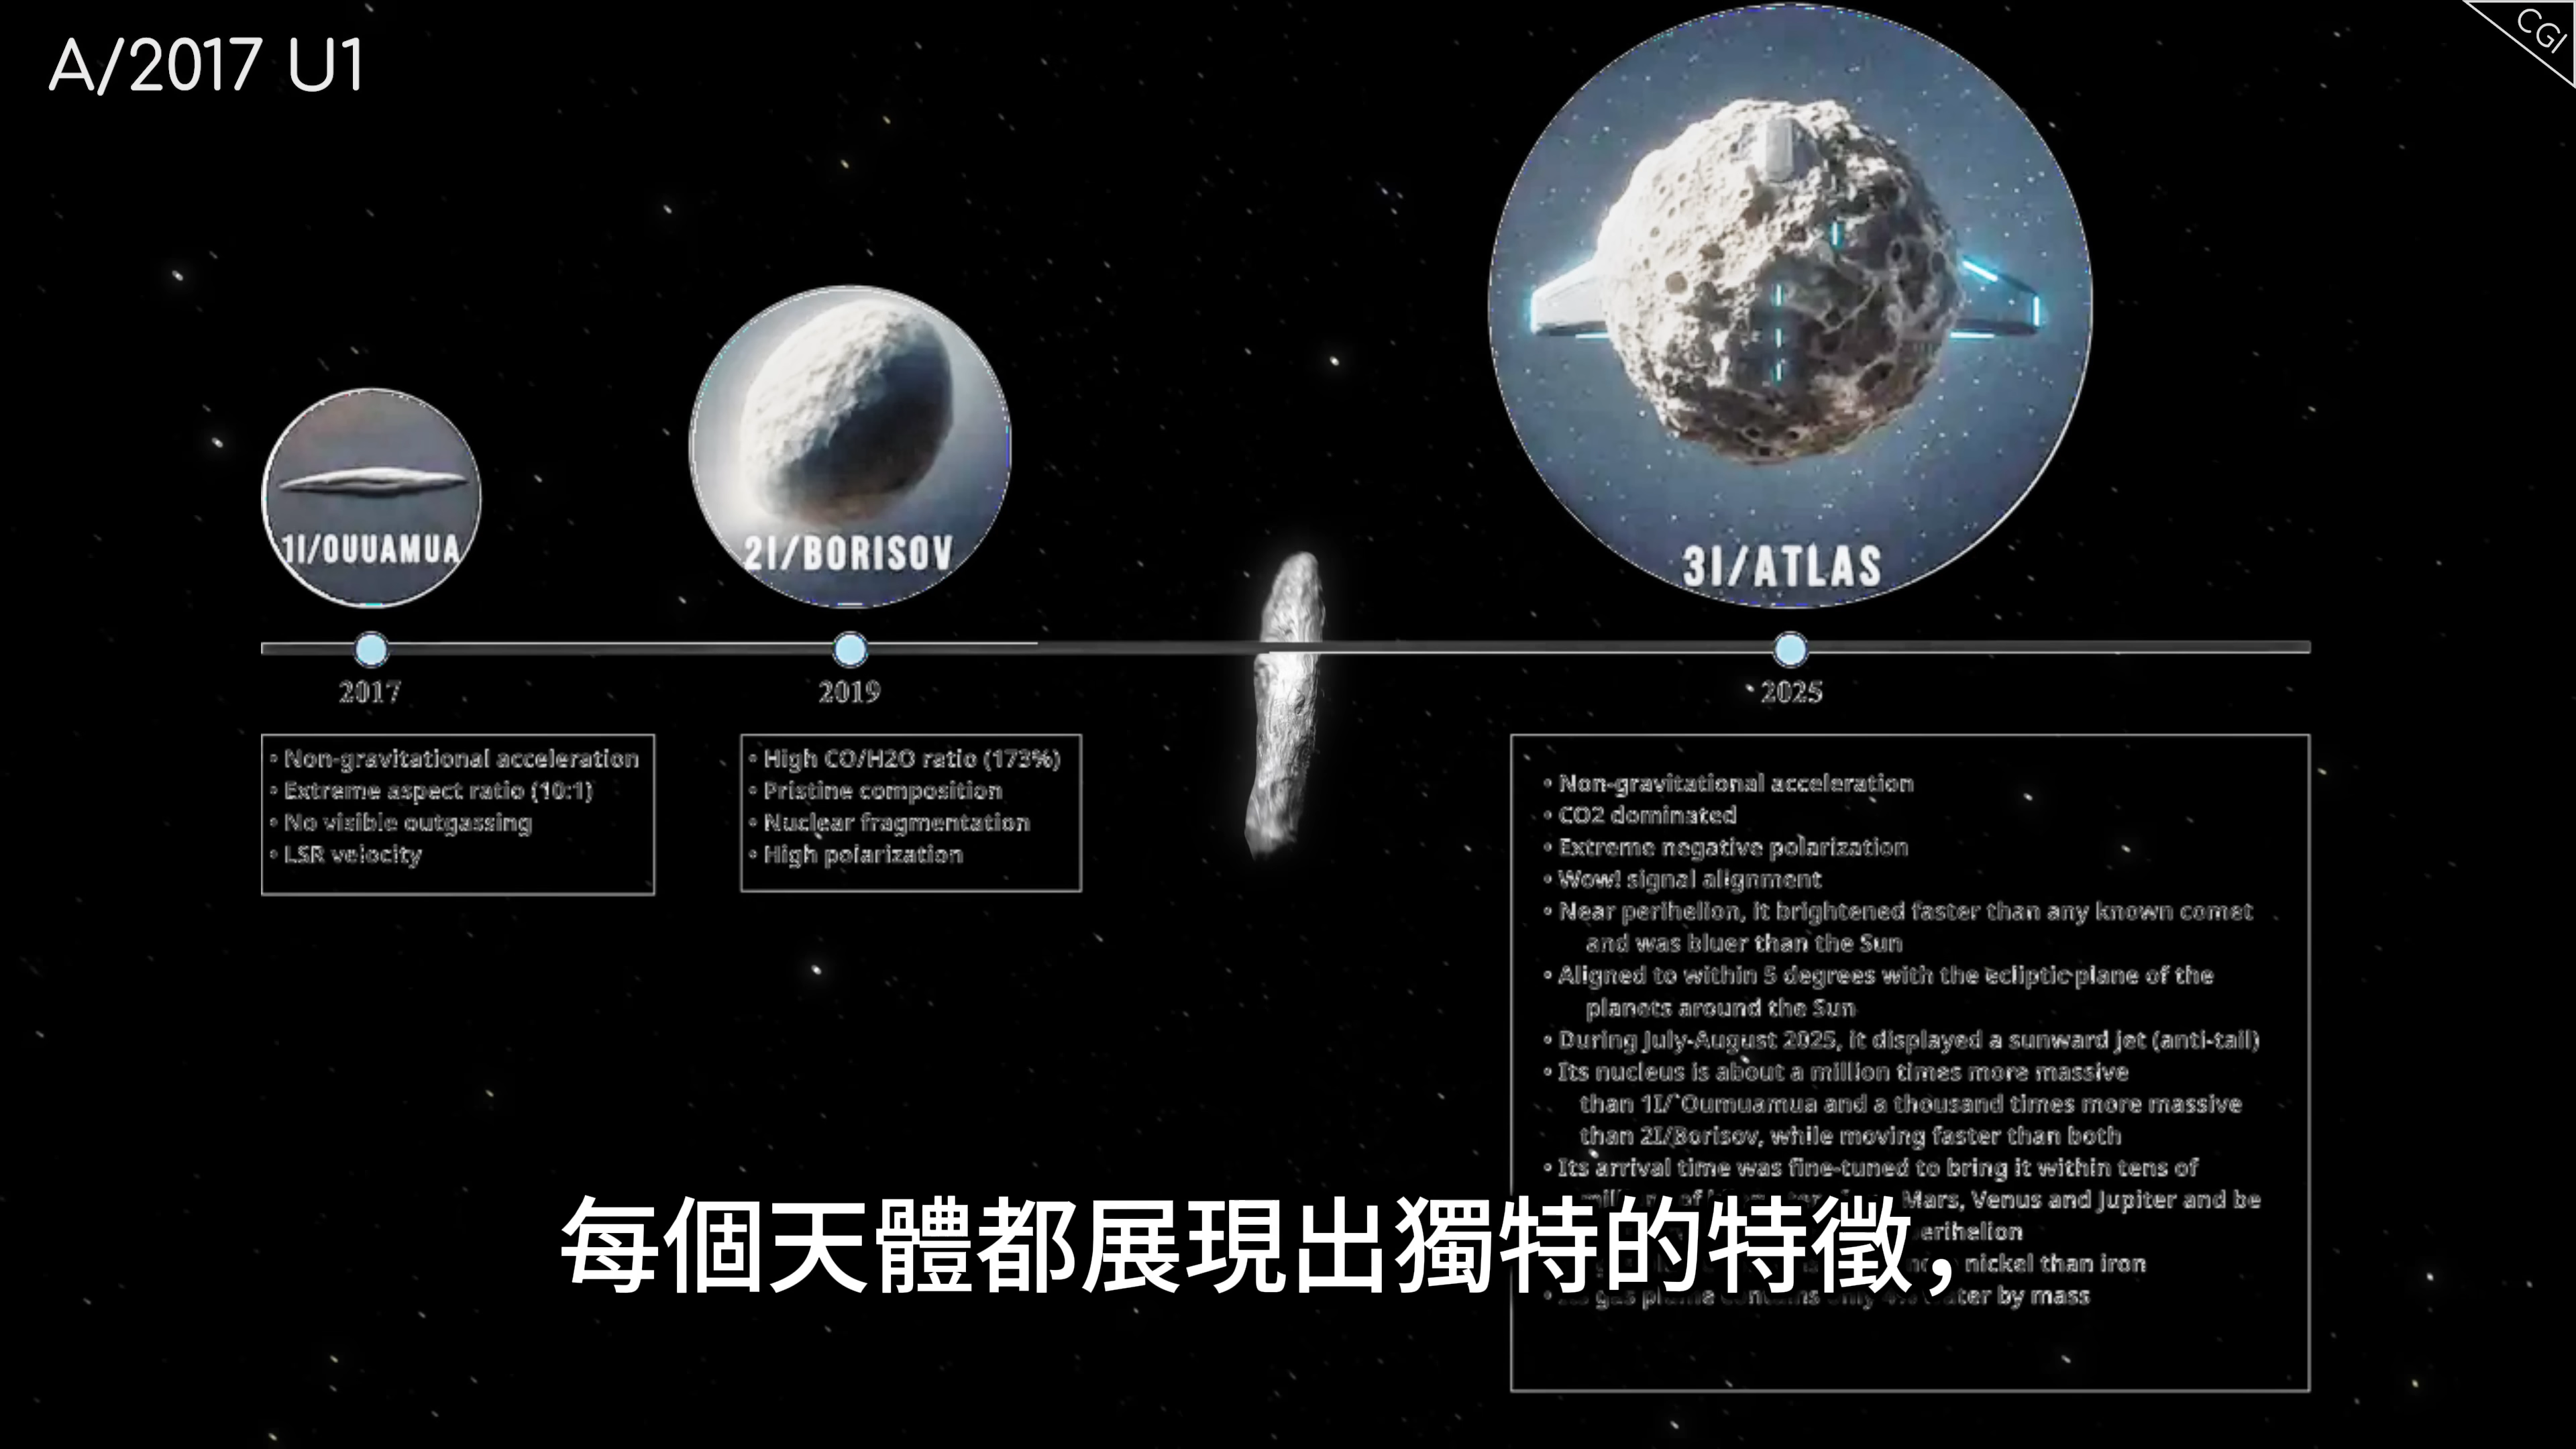 A/2017 U1
CGI
1I/OUUAMUA
2I/BORISOV
3I/ATLAS
2017
2019
2025
• Non-gravitational acceleration
• Extreme aspect ratio (10:1)
• No visible outgassing
• LSR velocity
• High CO/H2O ratio (173%)
• Pristine composition
• Nuclear fragmentation
• High polarization
• Non-gravitational acceleration
• CO2 dominated
• Extreme negative polarization
• Wow! signal alignment
• Near perihelion, it brightened faster than any known comet
and was bluer than the Sun
• Aligned to within 5 degrees with the ecliptic plane of the
planets around the Sun
• During July-August 2025, it displayed a sunward jet (anti-tail)
• Its nucleus is about a million times more massive
than 1I/`Oumuamua and a thousand times more massive
than 2I/Borisov, while moving faster than both
• Its arrival time was fine-tuned to bring it within tens of
of Mars, Venus and Jupiter and be
nickel than iron
by mass
每個天體都展現出獨特的特徵，